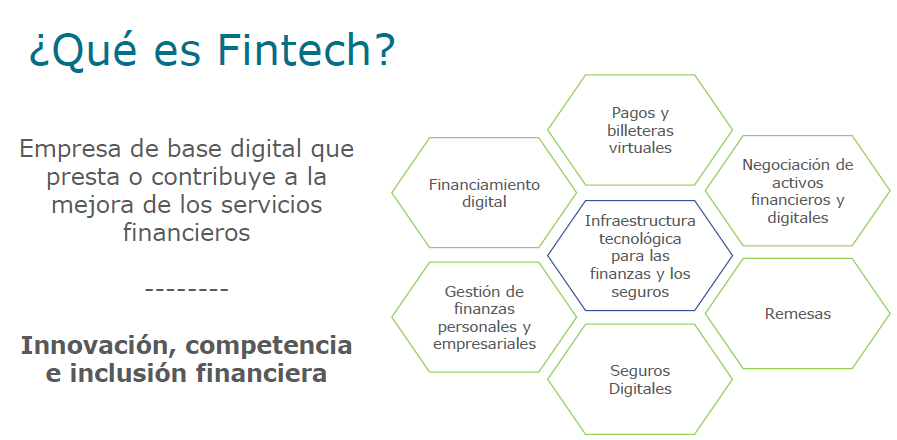 ¿Qué es Fintech?
Empresa de base digital que
presta o contribuye a la
mejora de los servicios
financieros
--------
Innovación, competencia
e inclusión financiera
Pagos y
billeteras
virtuales
Financiamiento
digital
Negociación de
activos
financieros y
digitales
Infraestructura
tecnológica
para las
finanzas y los
seguros
Gestión de
finanzas
personales y
empresariales
Remesas
Seguros
Digitales